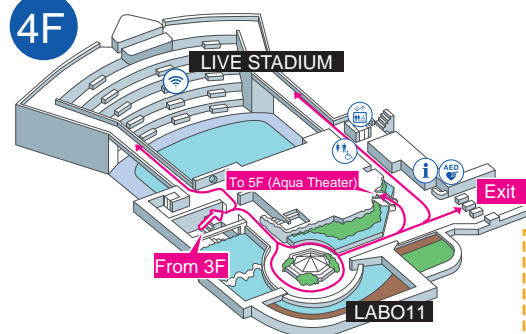 4F
LIVE STADIUM
To 5F (Aqua Theater)
i
AED
Exit
From 3F
LABO11